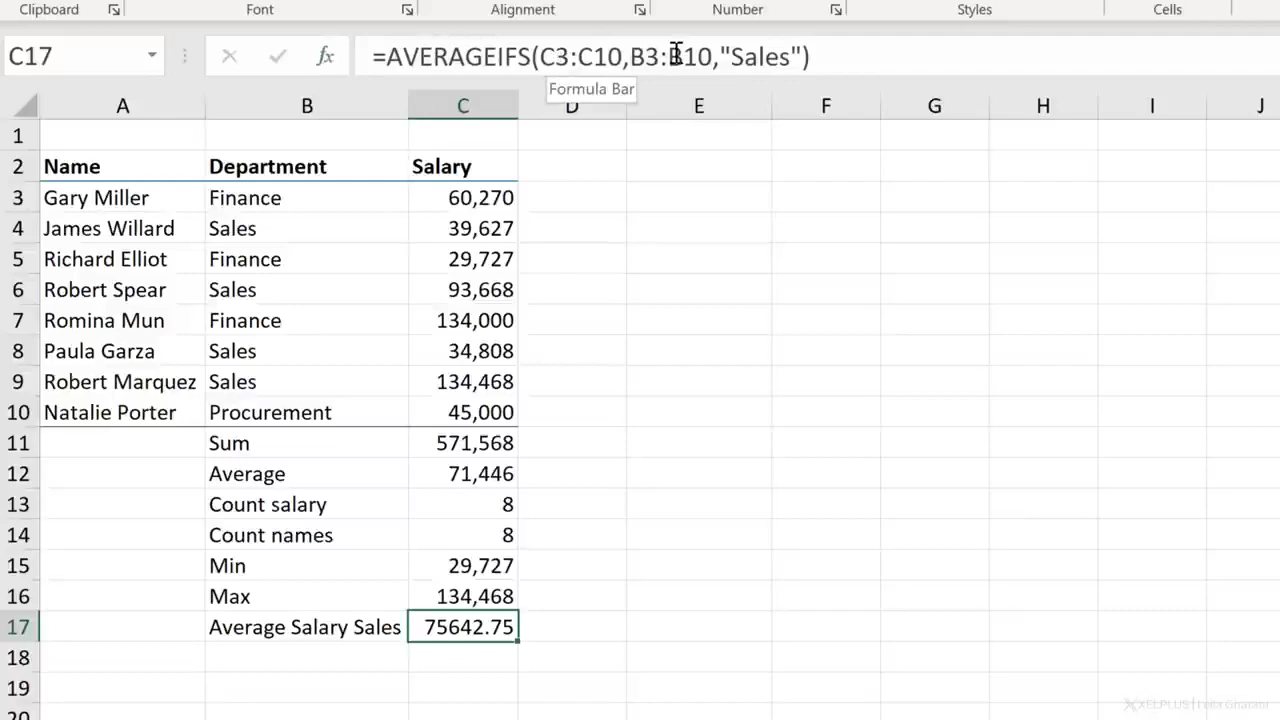 Clipboard Font Alignment Number Styles Cells
C17 fx =AVERAGEIFS(C3:C10,B3:B10,"Sales")
Formula Bar
A B C D E F G H I J
1
2 Name Department Salary
3 Gary Miller Finance 60,270
4 James Willard Sales 39,627
5 Richard Elliot Finance 29,727
6 Robert Spear Sales 93,668
7 Romina Mun Finance 134,000
8 Paula Garza Sales 34,808
9 Robert Marquez Sales 134,468
10 Natalie Porter Procurement 45,000
11 Sum 571,568
12 Average 71,446
13 Count salary 8
14 Count names 8
15 Min 29,727
16 Max 134,468
17 Average Salary Sales 75642.75
18
19
20
XELPLUS | Leila Gharani